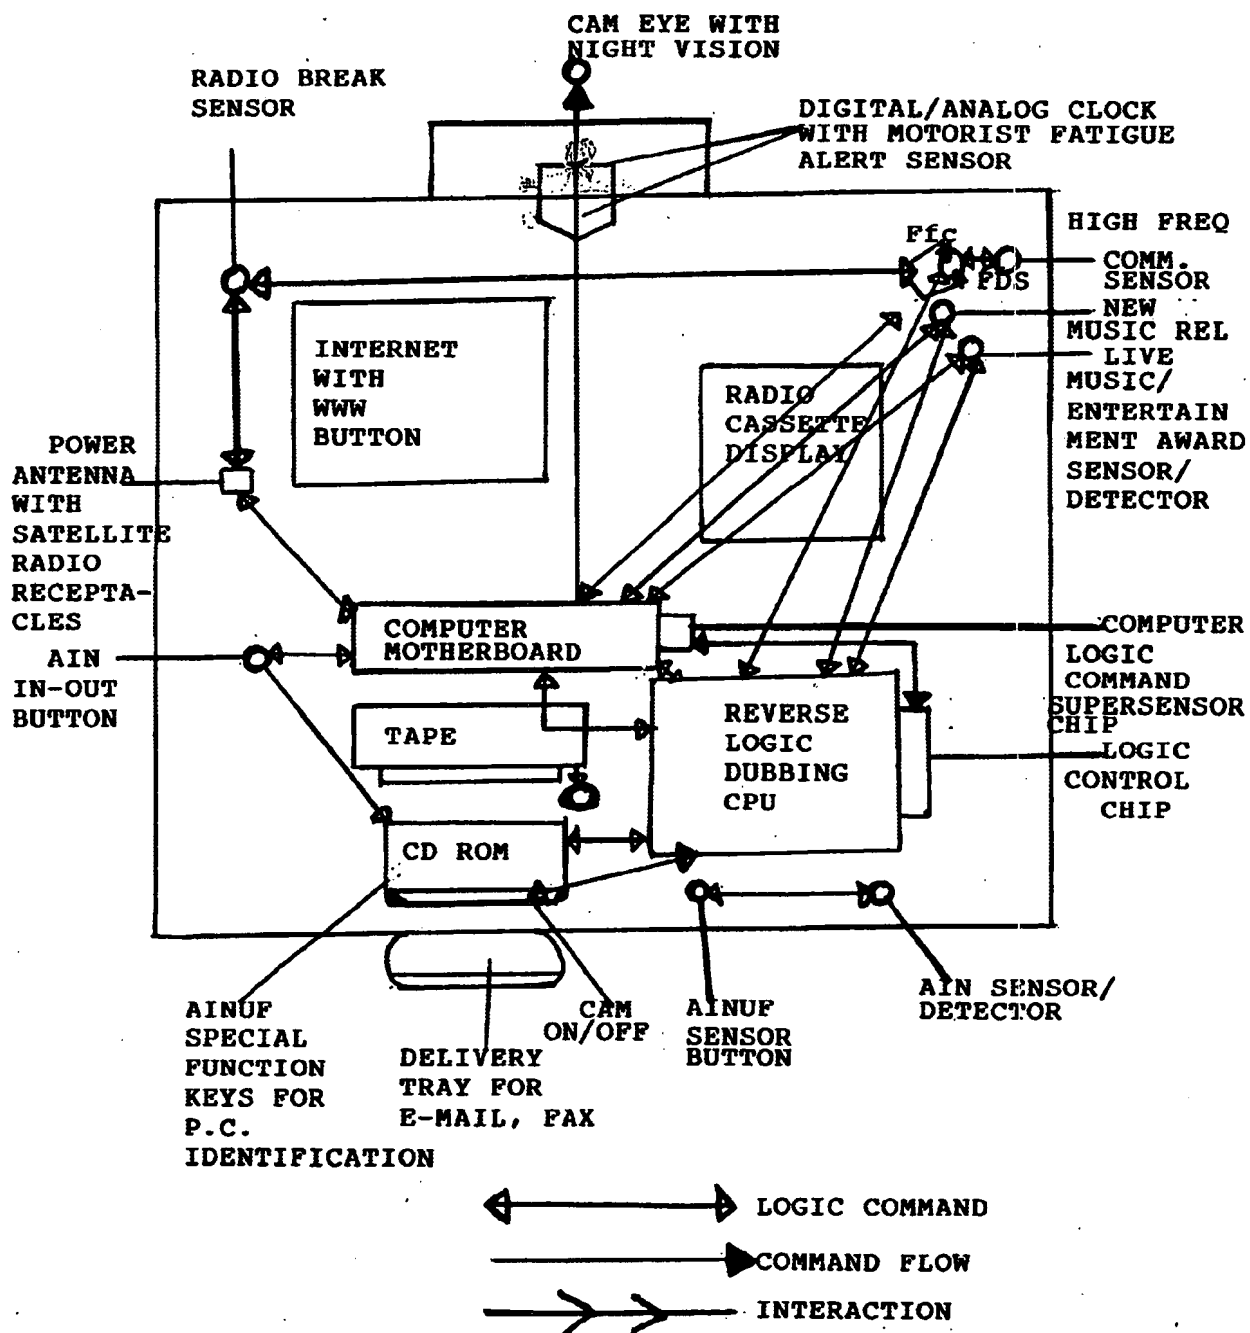 CAM EYE WITH
NIGHT VISION
RADIO BREAK
SENSOR
DIGITAL/ANALOG CLOCK
WITH MOTORIST FATIGUE
ALERT SENSOR
HIGH FREQ
COMM.
SENSOR
NEW
MUSIC REL
LIVE
MUSIC/
ENTERTAIN
MENT AWARD
SENSOR/
DETECTOR
Ffc
PDS
INTERNET
WITH
WWW
BUTTON
RADIO
CASSETTE
DISPLAY
POWER
ANTENNA
WITH
SATELLITE
RADIO
RECEPTA-
CLES
AIN
IN-OUT
BUTTON
COMPUTER
MOTHERBOARD
COMPUTER
LOGIC
COMMAND
SUPERSENSOR
CHIP
LOGIC
CONTROL
CHIP
TAPE
REVERSE
LOGIC
DUBBING
CPU
CD ROM
AINUF
SPECIAL
FUNCTION
KEYS FOR
P.C.
IDENTIFICATION
DELIVERY
TRAY FOR
E-MAIL, FAX
CAM
ON/OFF
AINUF
SENSOR
BUTTON
AIN SENSOR/
DETECTOR
LOGIC COMMAND
COMMAND FLOW
INTERACTION